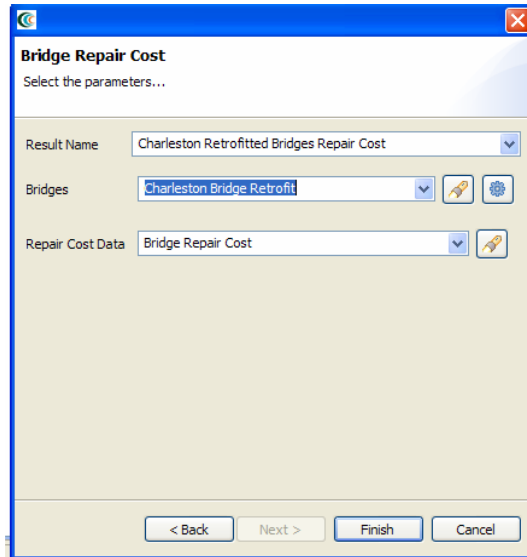 Bridge Repair Cost
Select the parameters...
Result Name Charleston Retrofitted Bridges Repair Cost
Bridges Charleston Bridge Retrofit
Repair Cost Data Bridge Repair Cost
< Back Next > Finish Cancel